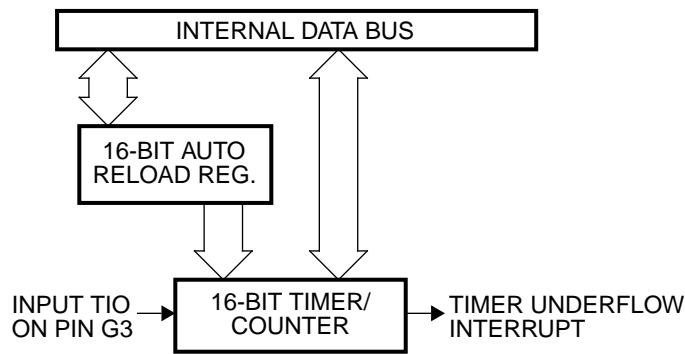 INTERNAL DATA BUS
16-BIT AUTO
RELOAD REG.
INPUT TIO
ON PIN G3
16-BIT TIMER/
COUNTER
TIMER UNDERFLOW
INTERRUPT